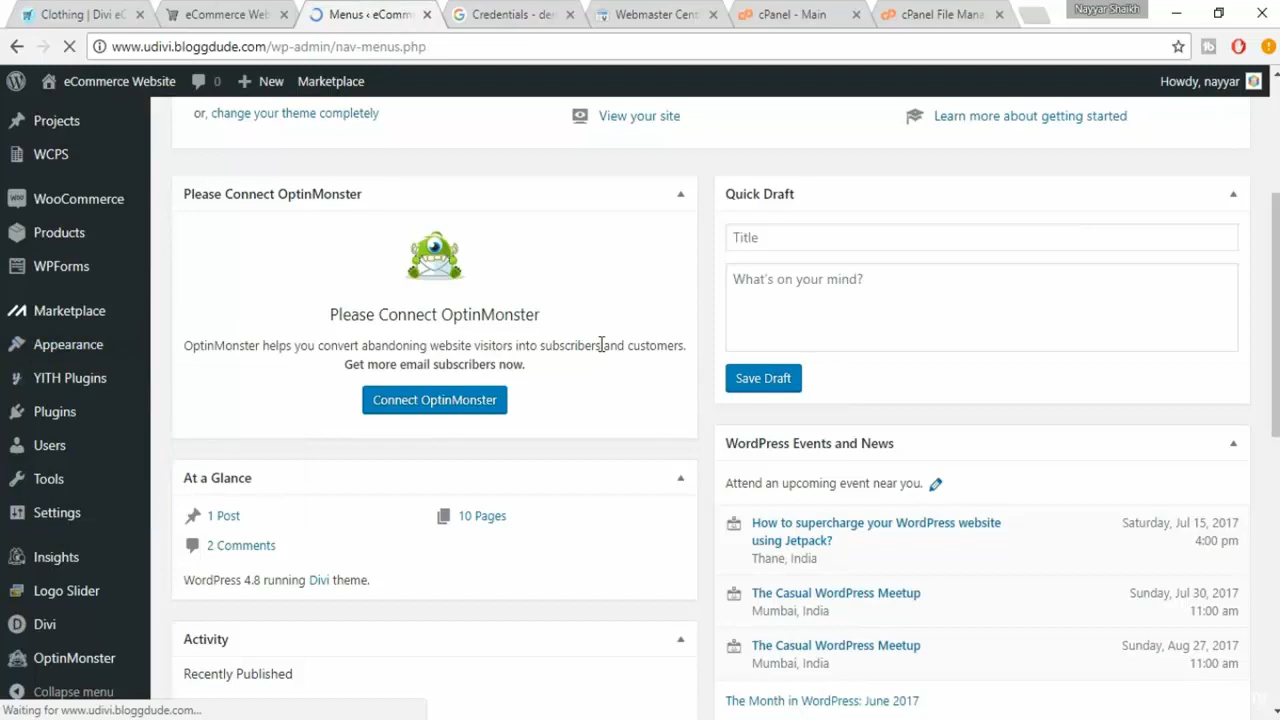 Clothing | Divi eC
eCommerce Web
Menus ‹ eComm
Credentials - de
Webmaster Cent
cPanel - Main
cPanel File Mana
Nayyar Shaikh
www.udivi.bloggdude.com/wp-admin/nav-menus.php
eCommerce Website
0
New
Marketplace
Howdy, nayyar
Projects
WCPS
WooCommerce
Products
WPForms
Marketplace
Appearance
YITH Plugins
Plugins
Users
Tools
Settings
Insights
Logo Slider
Divi
OptinMonster
Collapse menu
or, change your theme completely
View your site
Learn more about getting started
Please Connect OptinMonster
Please Connect OptinMonster
OptinMonster helps you convert abandoning website visitors into subscribers and customers.
Get more email subscribers now.
Connect OptinMonster
At a Glance
1 Post
10 Pages
2 Comments
WordPress 4.8 running Divi theme.
Activity
Recently Published
Quick Draft
Title
What's on your mind?
Save Draft
WordPress Events and News
Attend an upcoming event near you.
How to supercharge your WordPress website
using Jetpack?
Thane, India
Saturday, Jul 15, 2017
4:00 pm
The Casual WordPress Meetup
Mumbai, India
Sunday, Jul 30, 2017
11:00 am
The Casual WordPress Meetup
Mumbai, India
Sunday, Aug 27, 2017
11:00 am
The Month in WordPress: June 2017
Waiting for www.udivi.bloggdude.com...